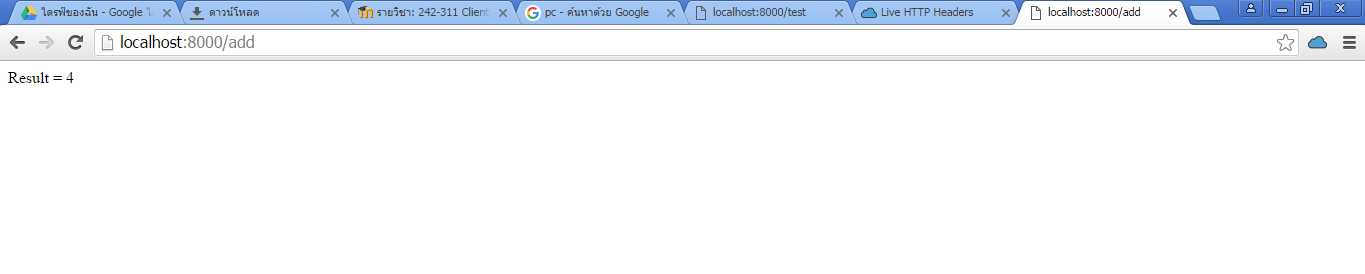 ไดรฟ์ของฉัน - Google ไ
ดาวน์โหลด
รายวิชา: 242-311 Client
pc - ค้นหาด้วย Google
localhost:8000/test
Live HTTP Headers
localhost:8000/add
localhost:8000/add
Result = 4